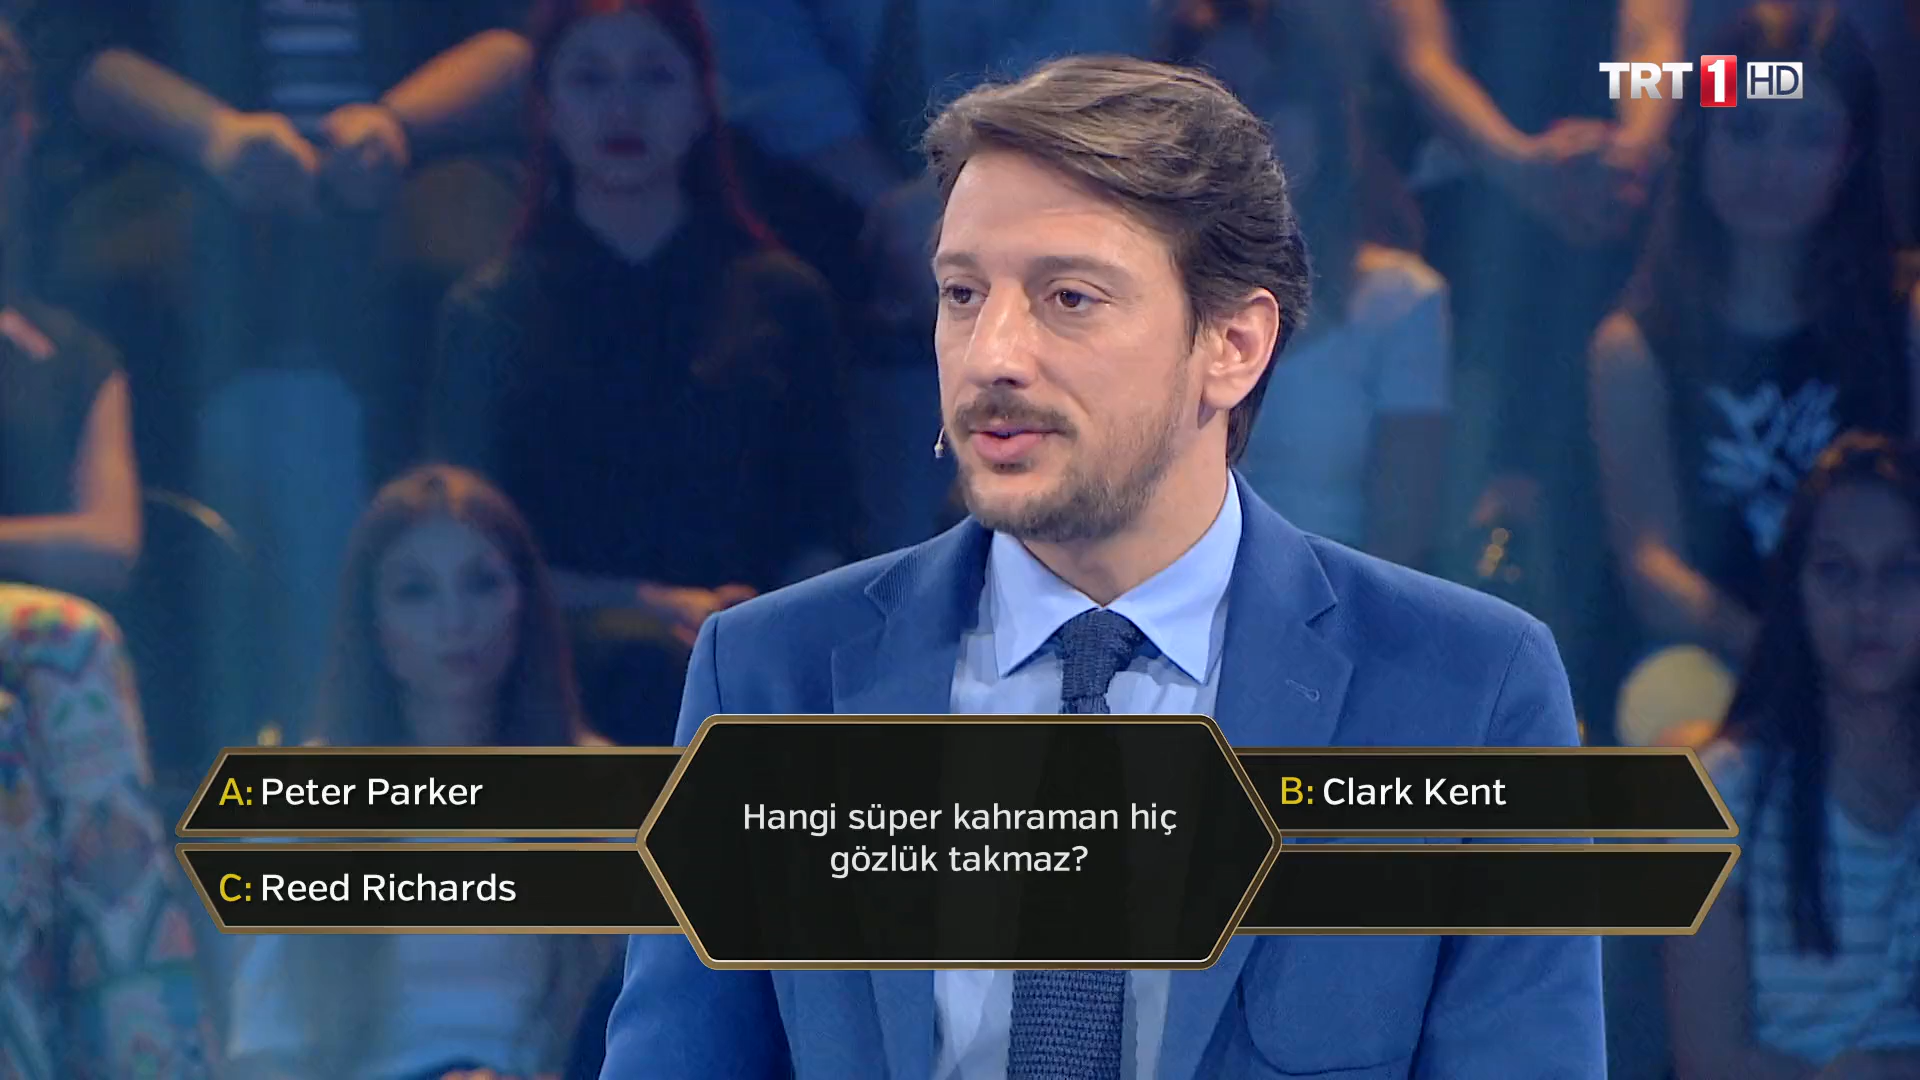 TRT 1 HD
A: Peter Parker
B: Clark Kent
Hangi süper kahraman hiç
gözlük takmaz?
C: Reed Richards